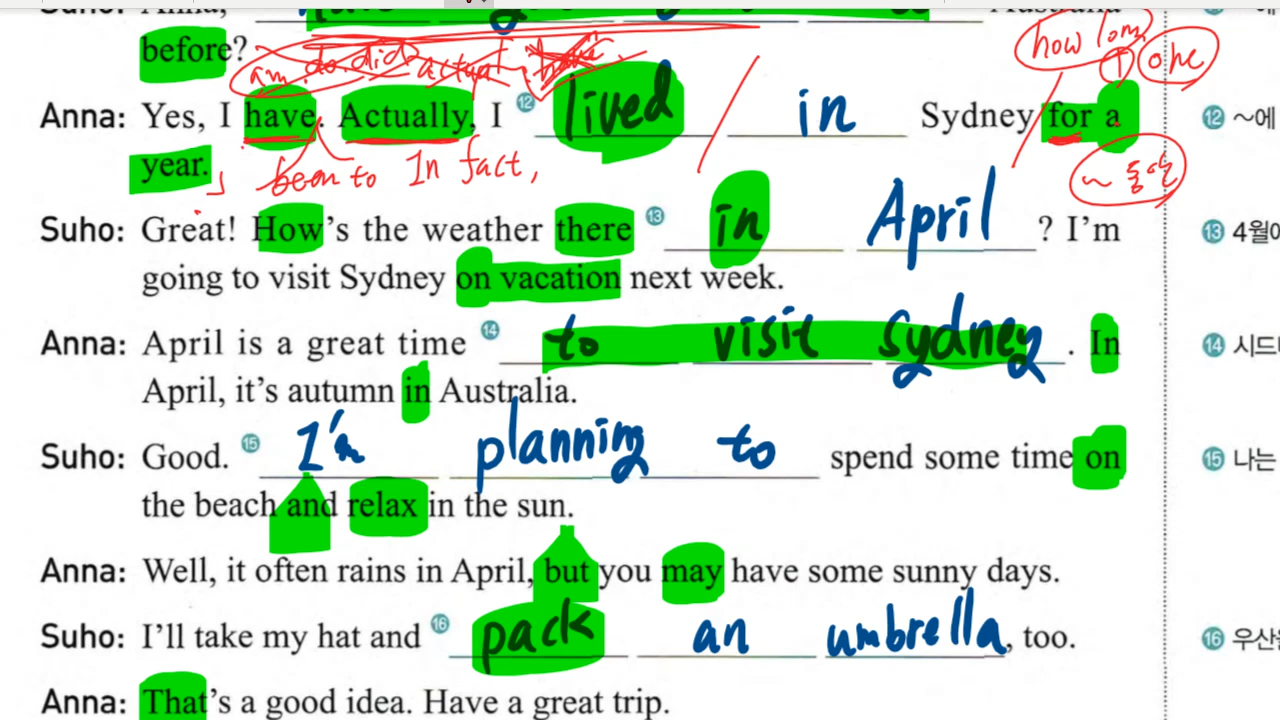 before?
am do did actual
how long
one
Anna: Yes, I have. Actually, I ⑫ lived in Sydney for a
⑫ ~에
year. been to In fact,
~ 동안
Suho: Great! How's the weather there ⑬ in April ? I'm
⑬ 4월에
going to visit Sydney on vacation next week.
Anna: April is a great time ⑭ to visit Sydney. In
⑭ 시드니
April, it's autumn in Australia.
Suho: Good. ⑮ I'm planning to spend some time on
⑮ 나는
the beach and relax in the sun.
Anna: Well, it often rains in April, but you may have some sunny days.
Suho: I'll take my hat and ⑯ pack an umbrella, too.
⑯ 우산을
Anna: That's a good idea. Have a great trip.